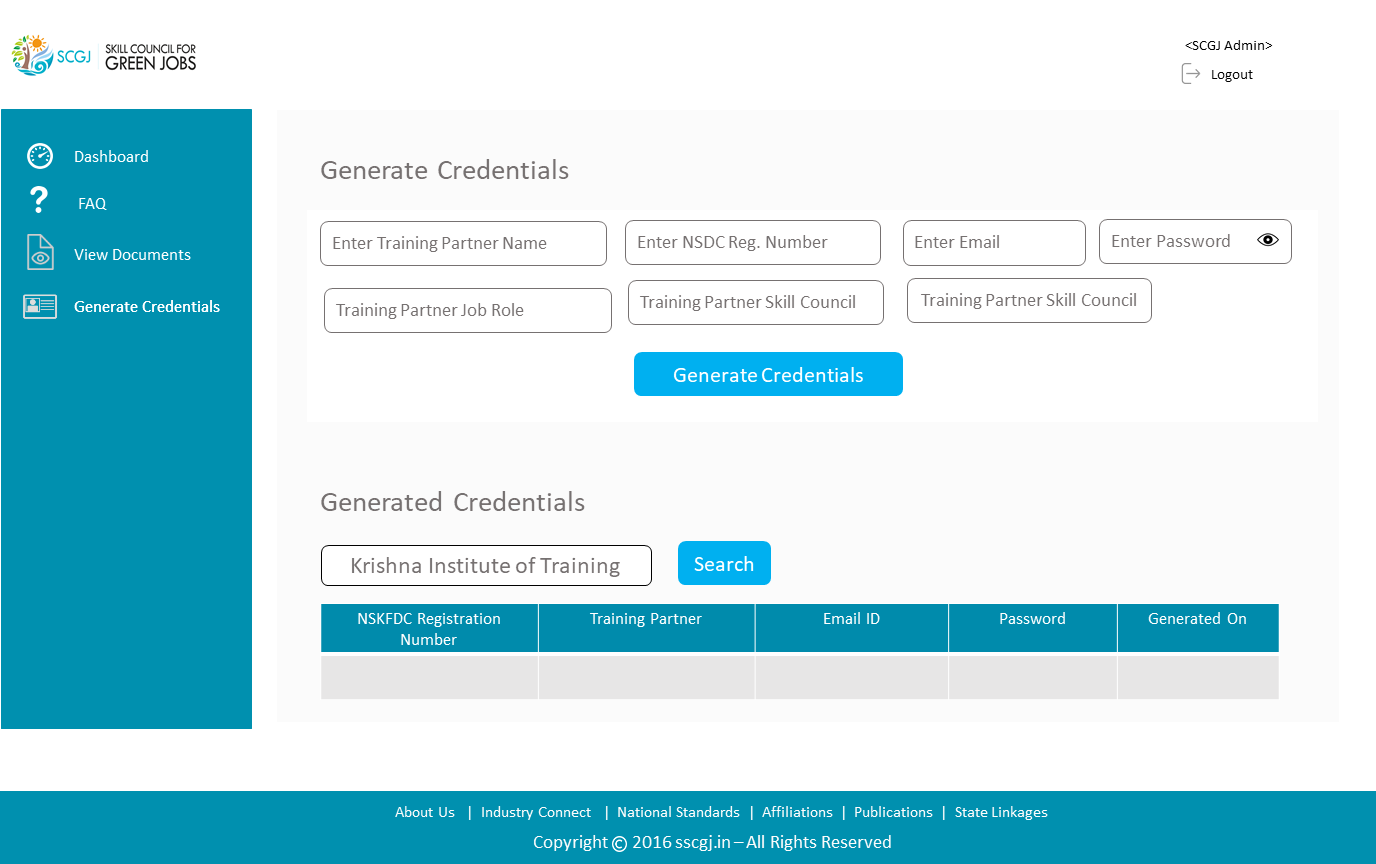 SCGJ
SKILL COUNCIL FOR
GREEN JOBS
<SCGJ Admin>
Logout
Dashboard
FAQ
View Documents
Generate Credentials
Generate Credentials
Enter Training Partner Name
Enter NSDC Reg. Number
Enter Email
Enter Password
Training Partner Job Role
Training Partner Skill Council
Training Partner Skill Council
Generate Credentials
Generated Credentials
Krishna Institute of Training
Search
NSKFDC Registration
Number
Training Partner
Email ID
Password
Generated On
About Us | Industry Connect | National Standards | Affiliations | Publications | State Linkages
Copyright © 2016 sscgj.in – All Rights Reserved